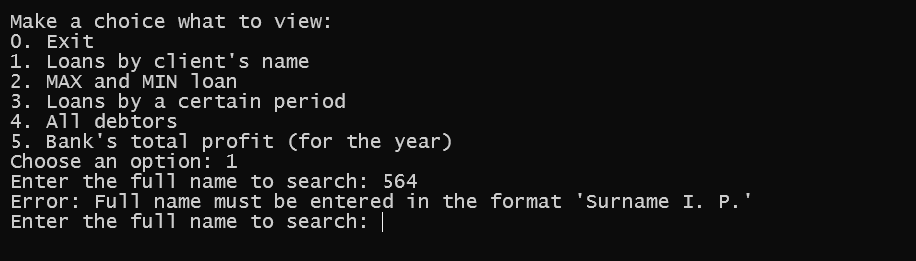 Make a choice what to view:
0. Exit
1. Loans by client's name
2. MAX and MIN loan
3. Loans by a certain period
4. All debtors
5. Bank's total profit (for the year)
Choose an option: 1
Enter the full name to search: 564
Error: Full name must be entered in the format 'Surname I. P.'
Enter the full name to search: